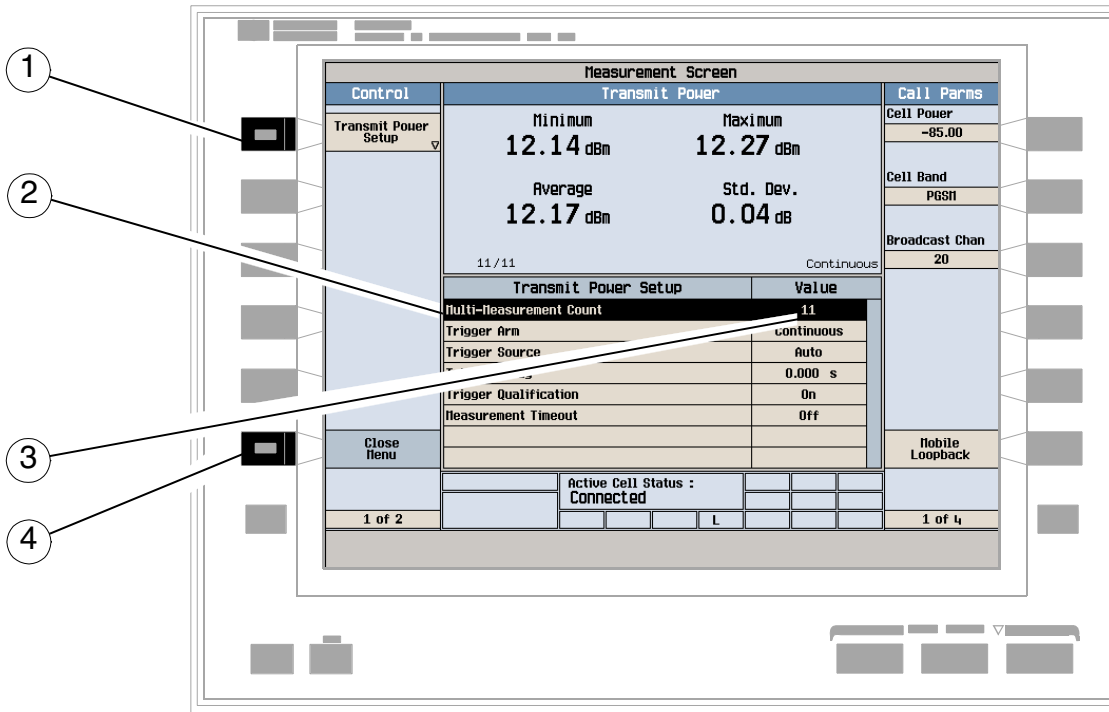 Measurement Screen
Control
Transmit Power
Call Parms
1
2
3
4
Transmit Power
Setup
Minimum
Maximum
12.14 dBm
12.27 dBm
Average
Std. Dev.
12.17 dBm
0.04 dB
11/11
Continuous
Cell Power
-85.00
Cell Band
PGSM
Broadcast Chan
20
Transmit Power Setup
Value
Multi-Measurement Count
11
Trigger Arm
Continuous
Trigger Source
Auto
0.000 s
Trigger Qualification
On
Measurement Timeout
Off
Close
Menu
Mobile
Loopback
Active Cell Status :
Connected
1 of 2
L
1 of 4